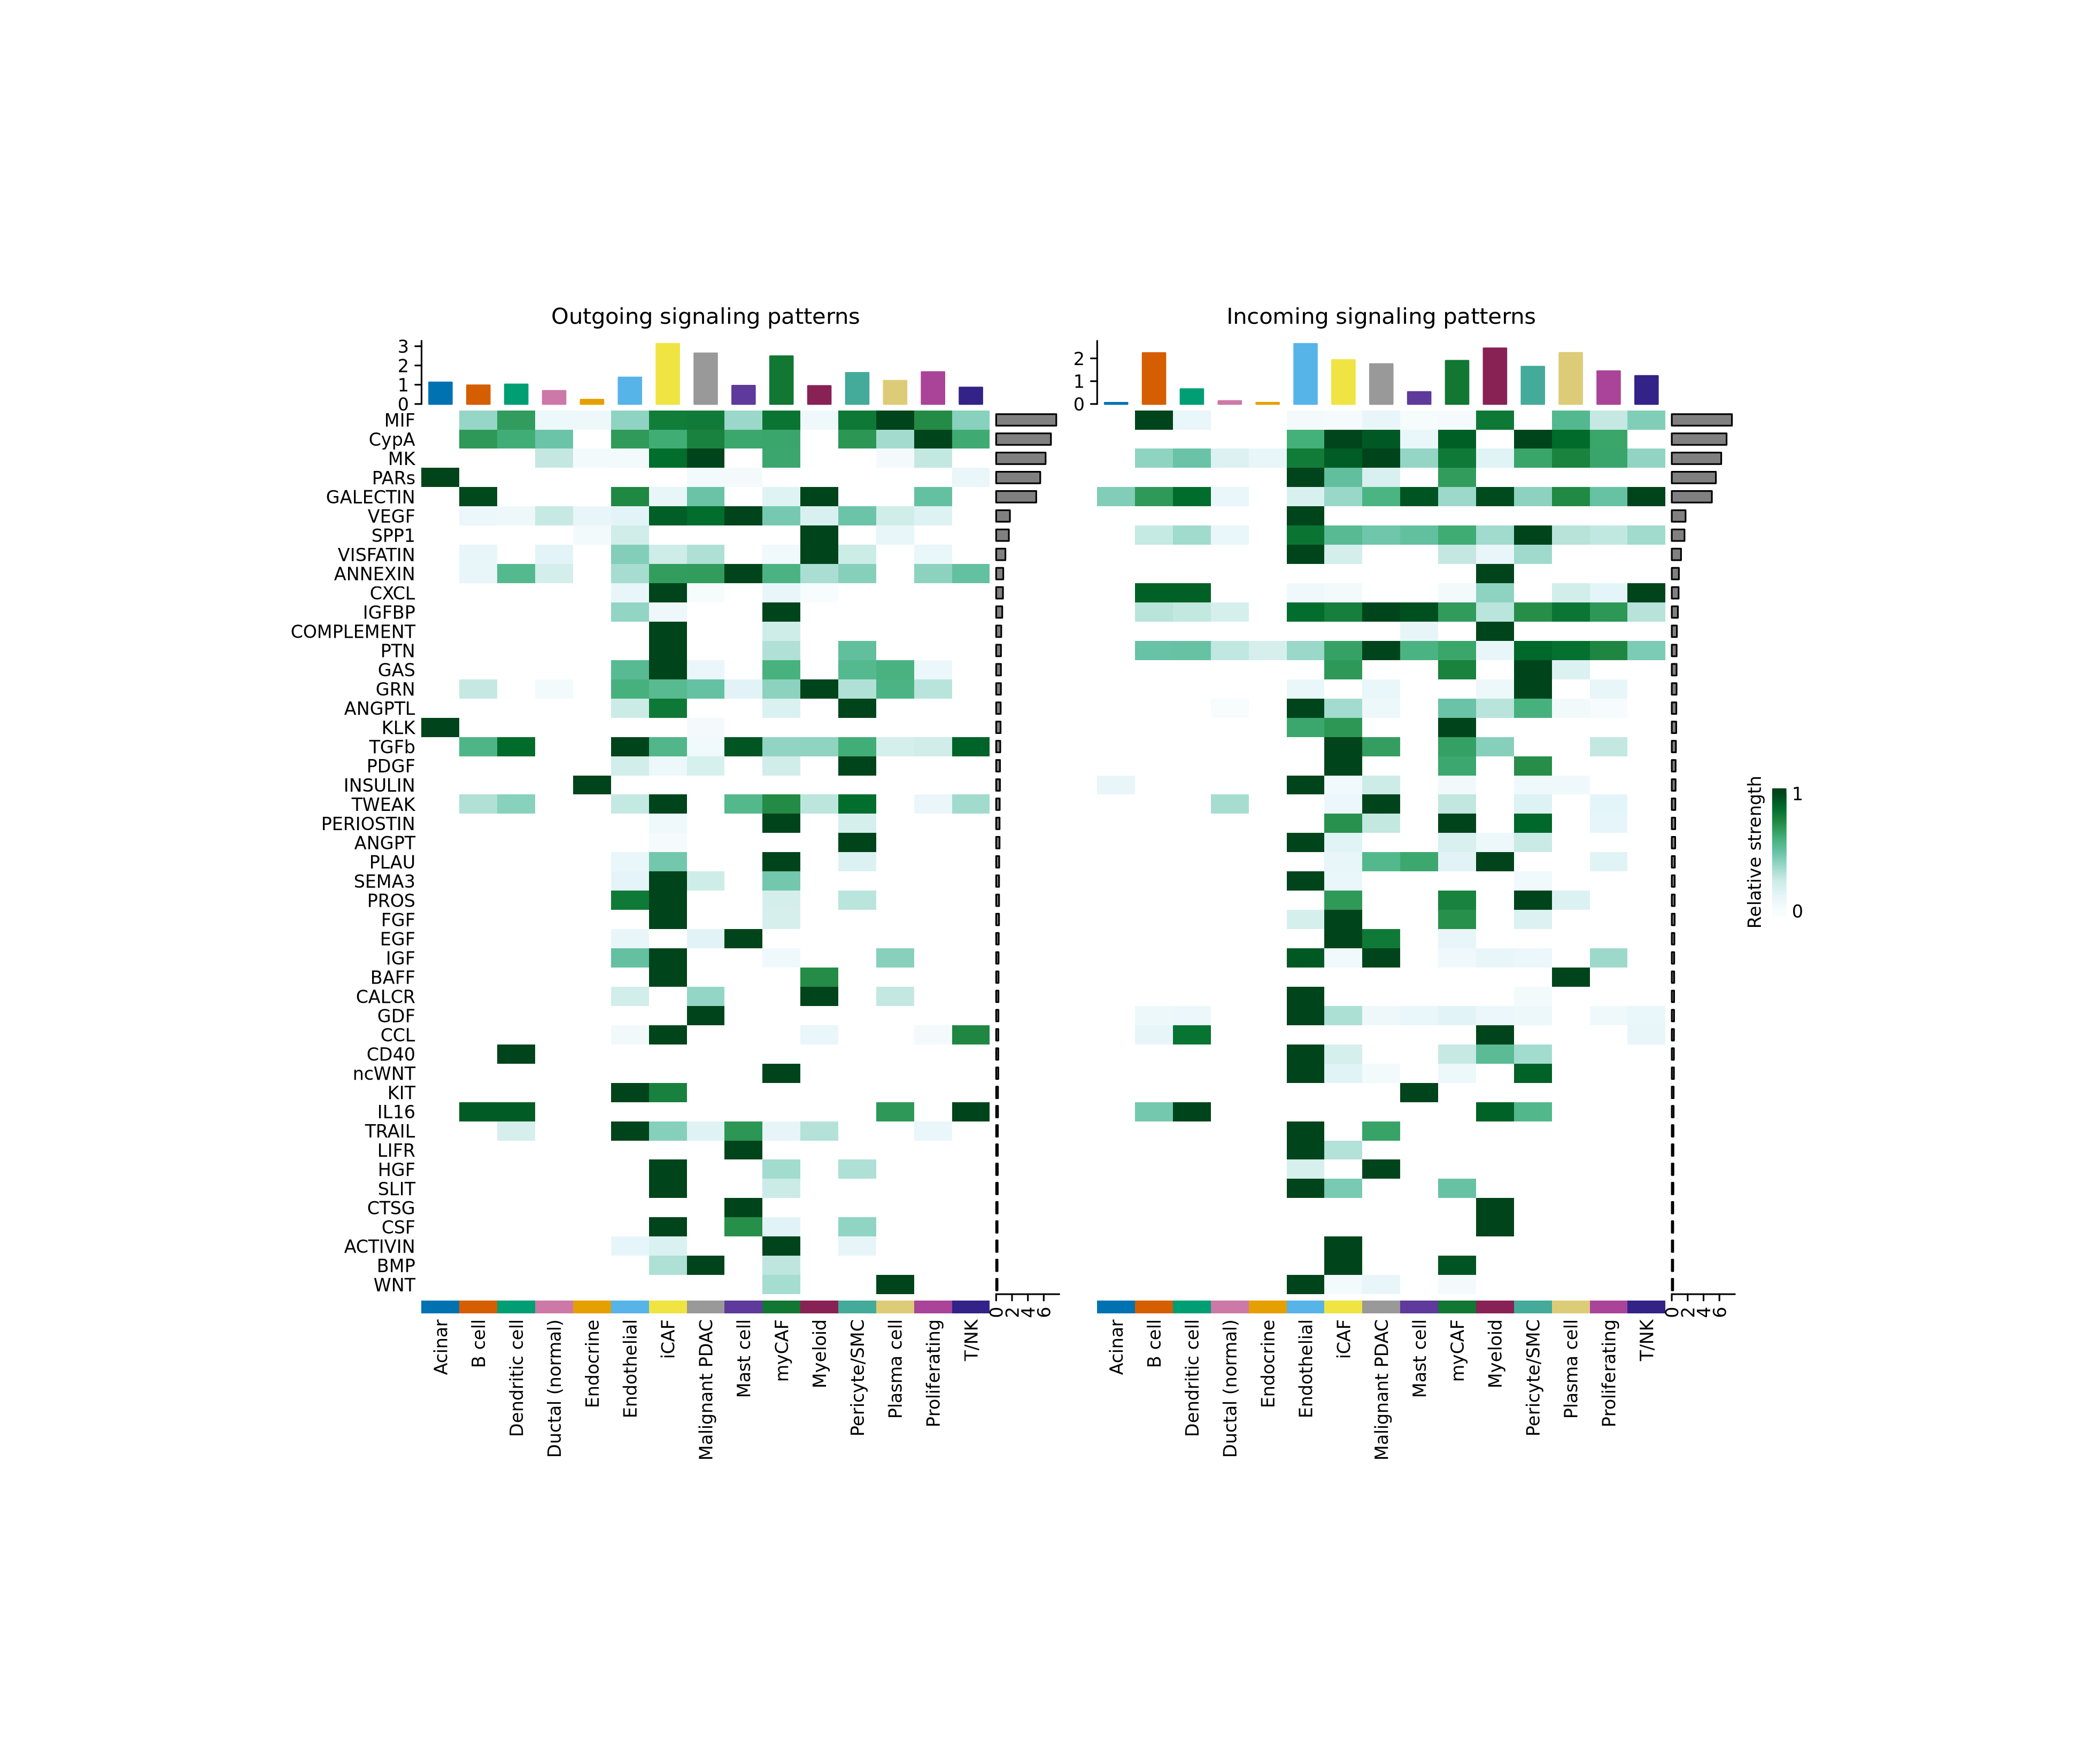 Outgoing signaling patterns
Incoming signaling patterns
3
2
1
0
2
1
0
MIF
CypA
MK
PARs
GALECTIN
VEGF
SPP1
VISFATIN
ANNEXIN
CXCL
IGFBP
COMPLEMENT
PTN
GAS
GRN
ANGPTL
KLK
TGFb
PDGF
INSULIN
TWEAK
PERIOSTIN
ANGPT
PLAU
SEMA3
PROS
FGF
EGF
IGF
BAFF
CALCR
GDF
CCL
CD40
ncWNT
KIT
IL16
TRAIL
LIFR
HGF
SLIT
CTSG
CSF
ACTIVIN
BMP
WNT
0 2 4 6
0 2 4 6
Acinar
B cell
Dendritic cell
Ductal (normal)
Endocrine
Endothelial
iCAF
Malignant PDAC
Mast cell
myCAF
Myeloid
Pericyte/SMC
Plasma cell
Proliferating
T/NK
Acinar
B cell
Dendritic cell
Ductal (normal)
Endocrine
Endothelial
iCAF
Malignant PDAC
Mast cell
myCAF
Myeloid
Pericyte/SMC
Plasma cell
Proliferating
T/NK
Relative strength
1
0